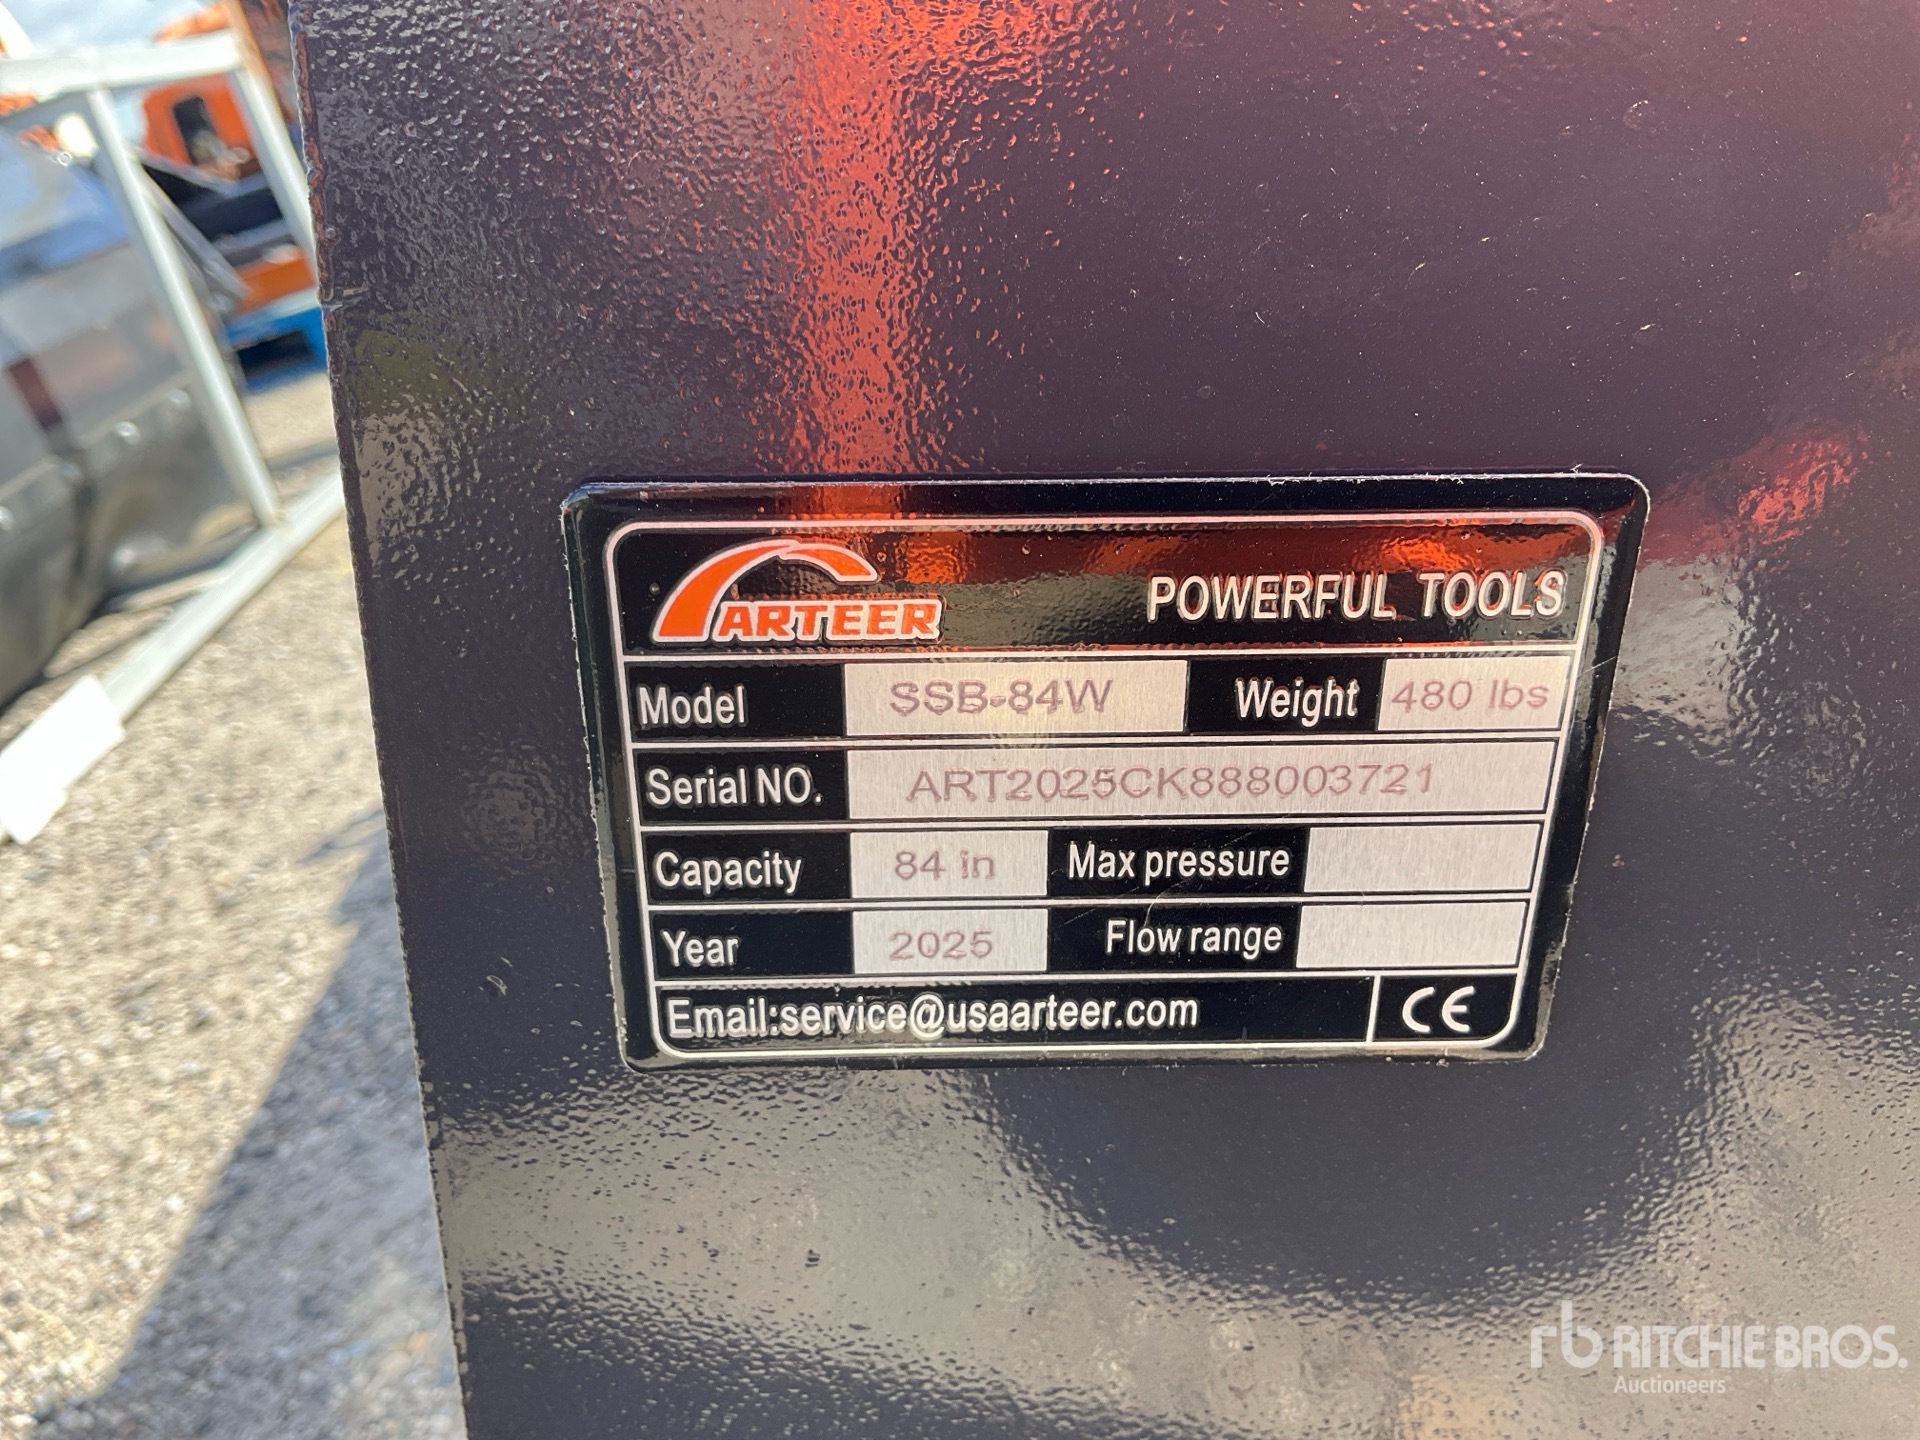 ARTEER POWERFUL TOOLS
Model SSB-84W Weight 480 lbs
Serial NO. ART2025CK888003721
Capacity 84 in Max pressure
Year 2025 Flow range
Email:service@usaarteer.com CE
rb RITCHIE BROS.
Auctioneers